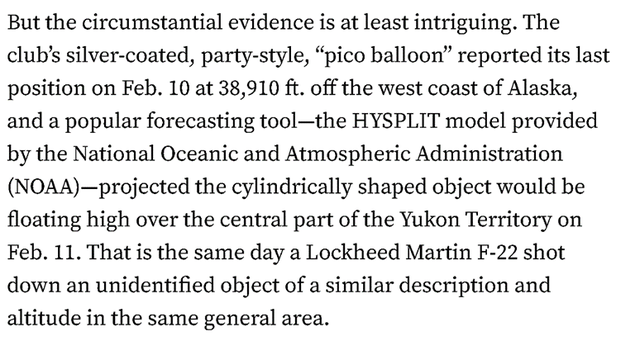 But the circumstantial evidence is at least intriguing. The
club’s silver-coated, party-style, “pico balloon” reported its last
position on Feb. 10 at 38,910 ft. off the west coast of Alaska,
and a popular forecasting tool—the HYSPLIT model provided
by the National Oceanic and Atmospheric Administration
(NOAA)—projected the cylindrically shaped object would be
floating high over the central part of the Yukon Territory on
Feb. 11. That is the same day a Lockheed Martin F-22 shot
down an unidentified object of a similar description and
altitude in the same general area.